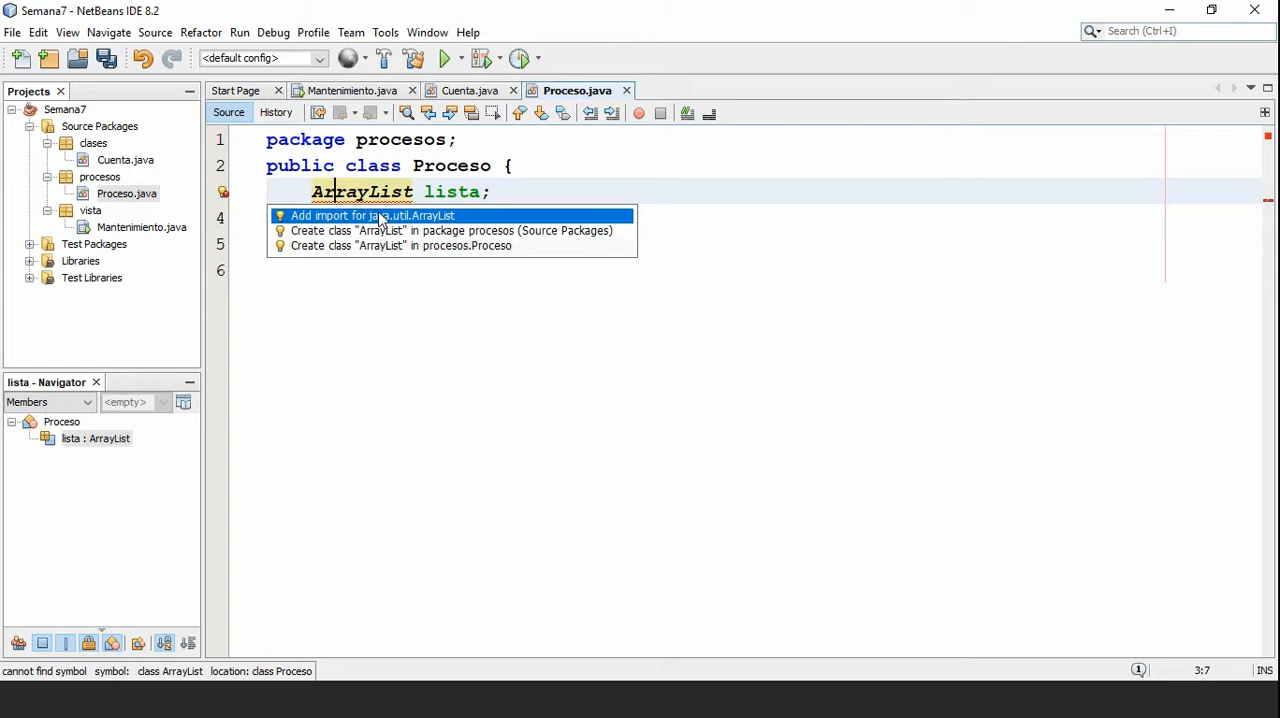 Semana7 - NetBeans IDE 8.2
File Edit View Navigate Source Refactor Run Debug Profile Team Tools Window Help
Search (Ctrl+I)
<default config>
Projects
Start Page Mantenimiento.java Cuenta.java Proceso.java
Semana7
Source Packages
clases
Cuenta.java
procesos
Proceso.java
vista
Mantenimiento.java
Test Packages
Libraries
Test Libraries
Source History
1 package procesos;
2 public class Proceso {
ArrayList lista;
4
5
6
Add import for java.util.ArrayList
Create class "ArrayList" in package procesos (Source Packages)
Create class "ArrayList" in procesos.Proceso
lista - Navigator
Members <empty>
Proceso
lista : ArrayList
cannot find symbol symbol: class ArrayList location: class Proceso
1 3:7 INS